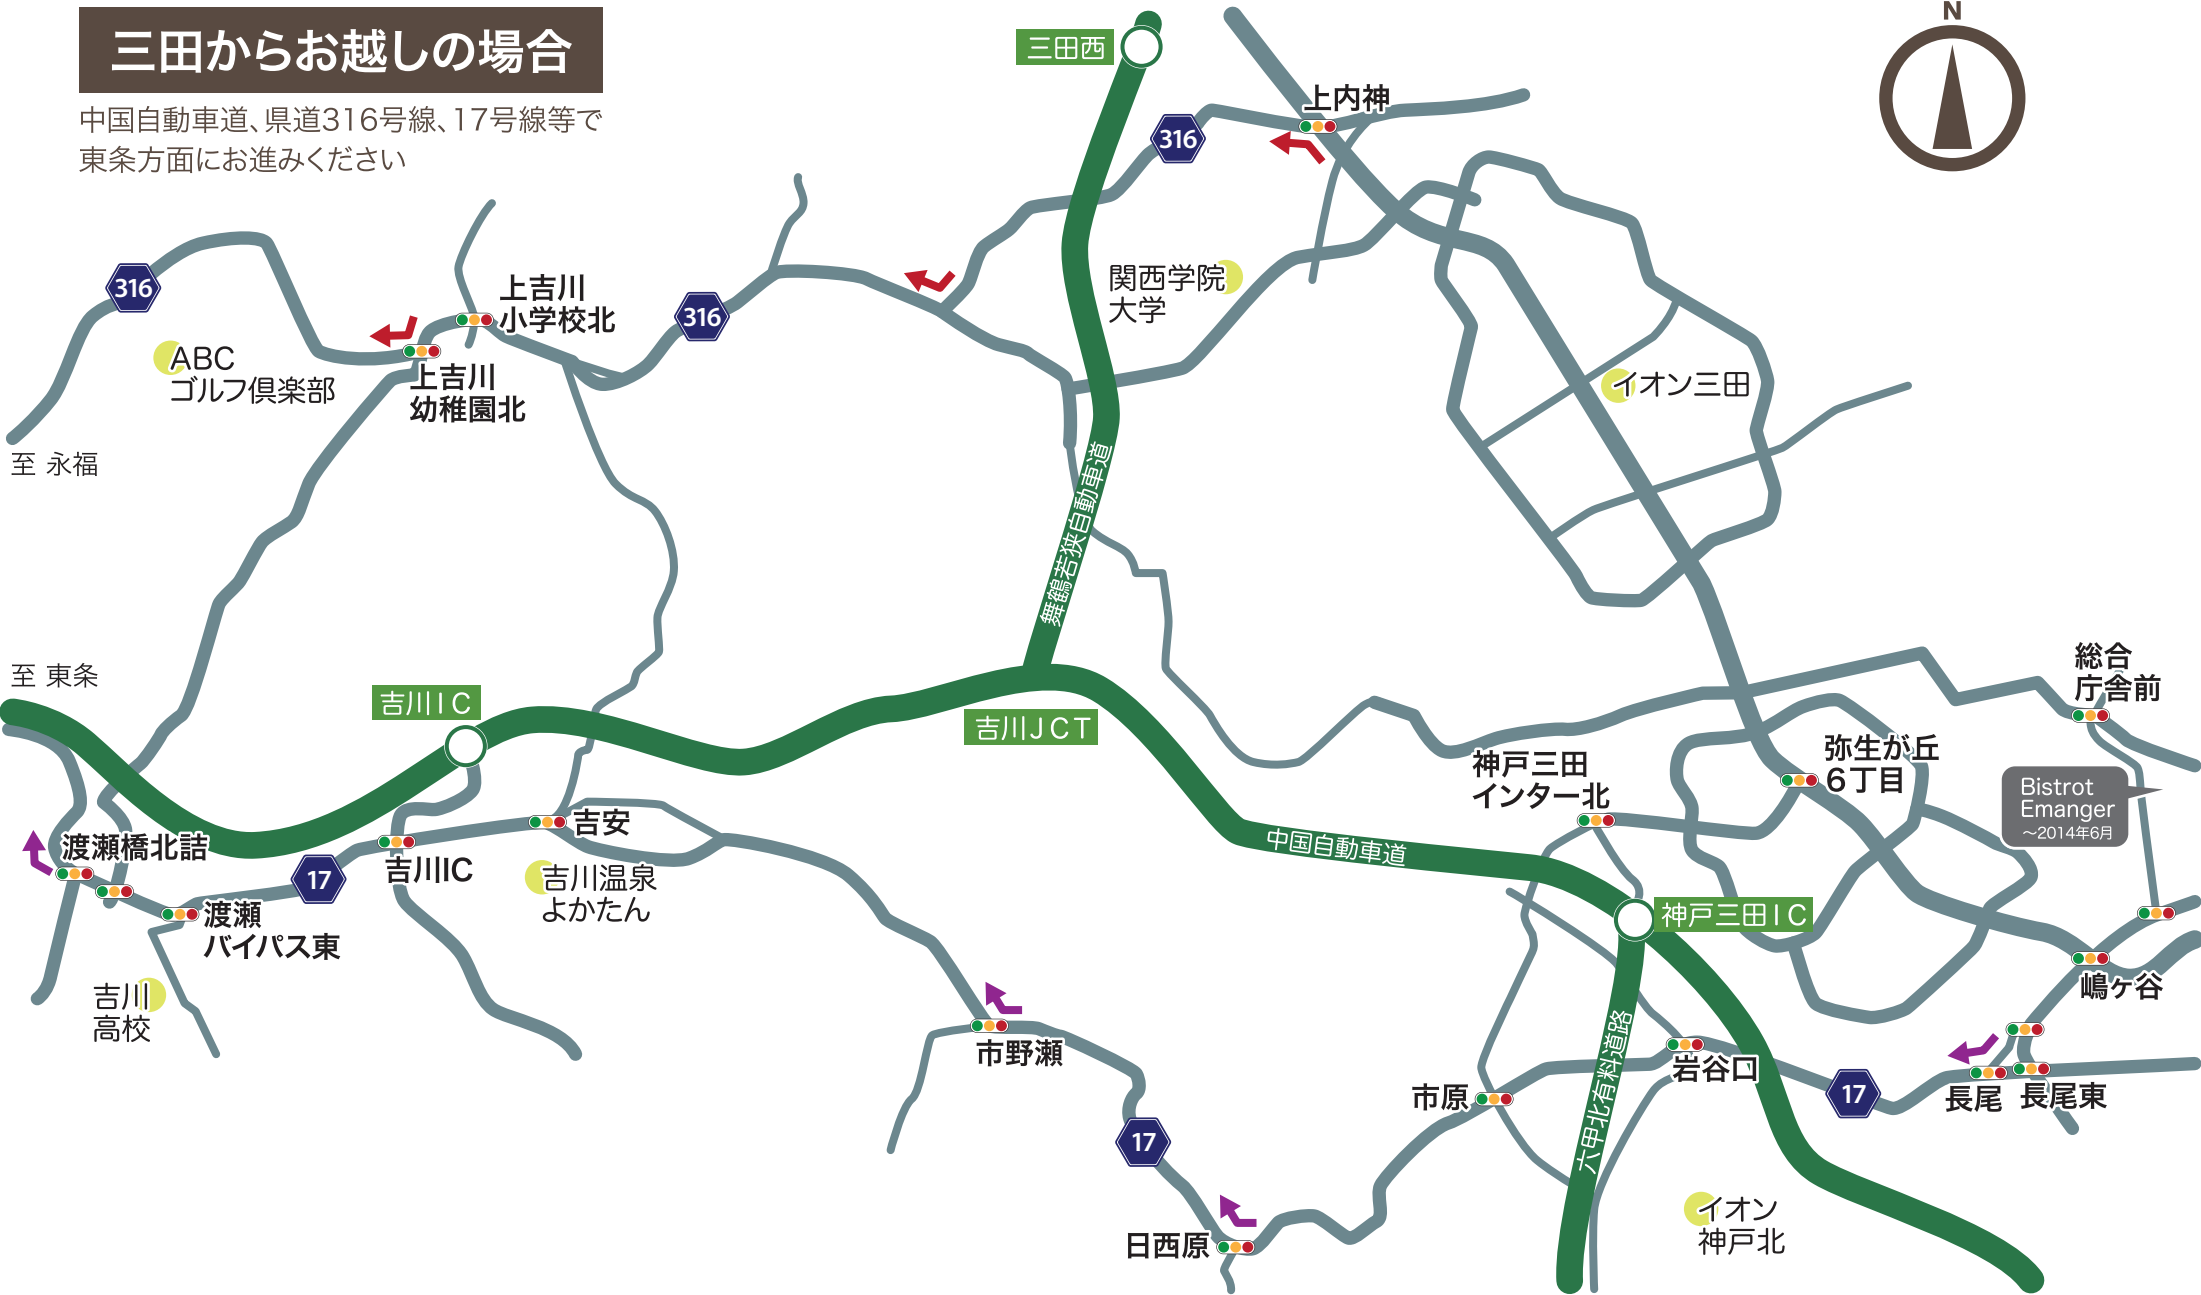 三田からお越しの場合
中国自動車道、県道316号線、17号線等で
東条方面にお進みください
N
三田西
上内神
316
316
316
上吉川
小学校北
ABC
ゴルフ倶楽部
上吉川
幼稚園北
関西学院
大学
イオン三田
至 永福
舞鶴若狭自動車道
至 東条
吉川IC
吉川JCT
総合
庁舎前
神戸三田
インター北
弥生が丘
6丁目
Bistrot
Emanger
～2014年6月
渡瀬橋北詰
吉安
中国自動車道
吉川IC
17
吉川温泉
よかたん
渡瀬
バイパス東
神戸三田IC
吉川
高校
嶋ヶ谷
市野瀬
六甲北有料道路
岩谷口
市原
17
長尾
長尾東
17
日西原
イオン
神戸北